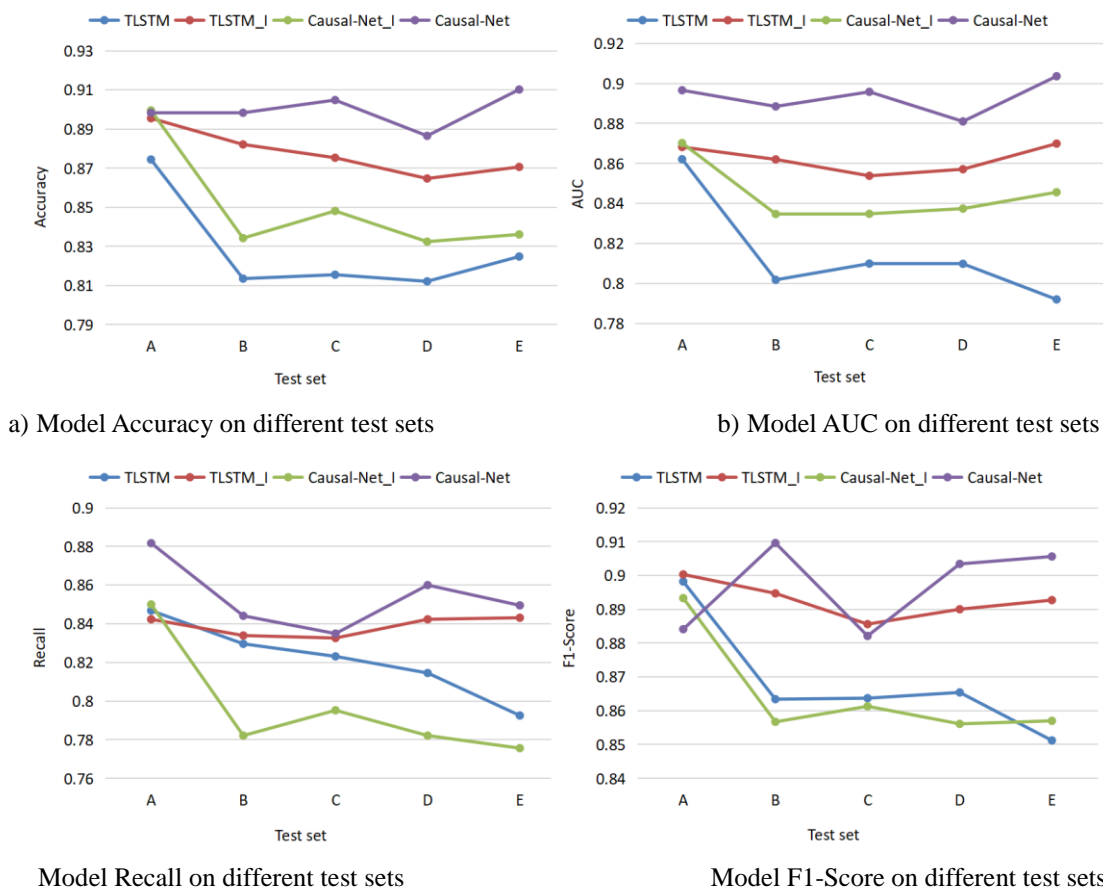 TLSTM TLSTM_I Causal-Net_I Causal-Net
0.93
0.91
0.89
0.87
0.85
0.83
0.81
0.79
Accuracy
A B C D E
Test set
a) Model Accuracy on different test sets
TLSTM TLSTM_I Causal-Net_I Causal-Net
0.92
0.9
0.88
0.86
0.84
0.82
0.8
0.78
AUC
A B C D E
Test set
b) Model AUC on different test sets
TLSTM TLSTM_I Causal-Net_I Causal-Net
0.9
0.88
0.86
0.84
0.82
0.8
0.78
0.76
Recall
A B C D E
Test set
Model Recall on different test sets
TLSTM TLSTM_I Causal-Net_I Causal-Net
0.92
0.91
0.9
0.89
0.88
0.87
0.86
0.85
0.84
F1-Score
A B C D E
Test set
Model F1-Score on different test sets